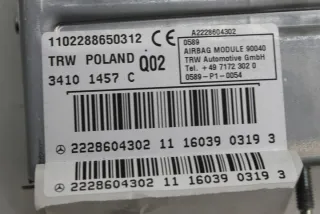 1102288650312 CE
TRW POLAND Q02
3410 1457 C
A2228604302
0589
AIRBAG MODULE 90040
TRW Automotive GmbH
Tel. + 49 7172 302 0
0589-P1-0054
2228604302 11 16039 0319 3
2228604302 11 16039 0319 3